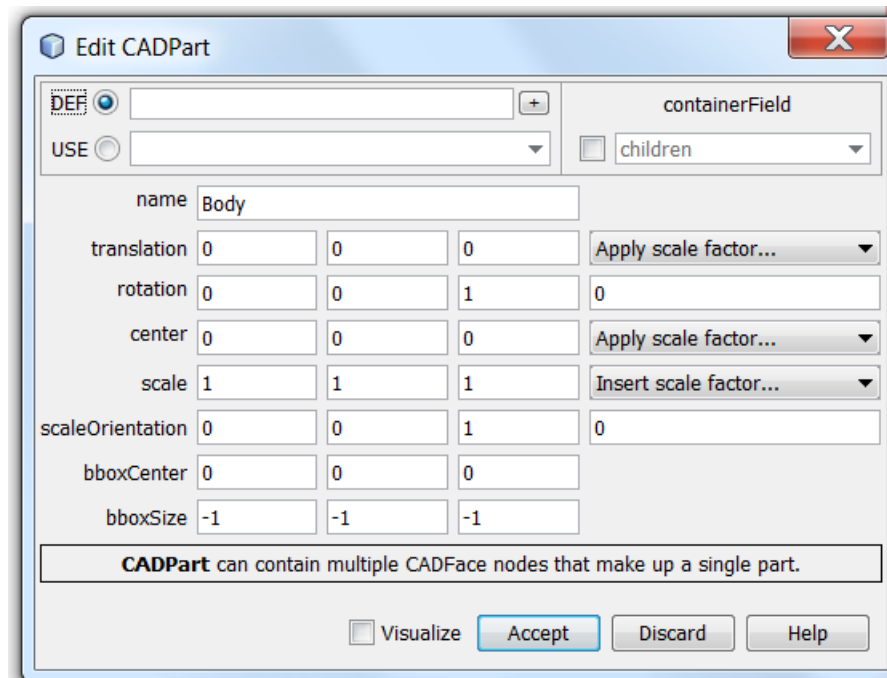 Edit CADPart
DEF +
containerField
USE
children
name Body
translation 0 0 0 Apply scale factor...
rotation 0 0 1 0
center 0 0 0 Apply scale factor...
scale 1 1 1 Insert scale factor...
scaleOrientation 0 0 1 0
bboxCenter 0 0 0
bboxSize -1 -1 -1
CADPart can contain multiple CADFace nodes that make up a single part.
Visualize Accept Discard Help